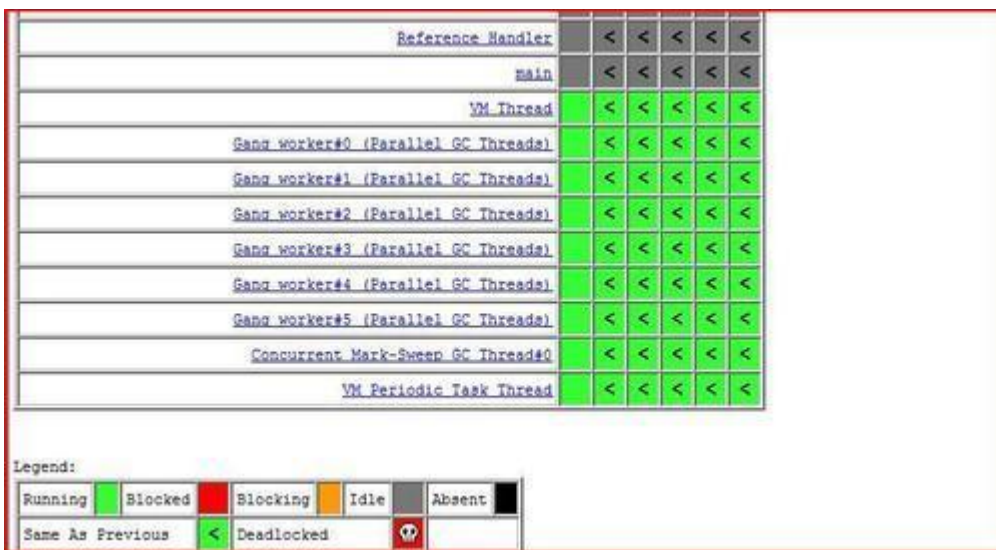 Reference Handler < < < < <
main < < < < <
VM Thread < < < < <
Gang worker#0 (Parallel GC Threads) < < < < <
Gang worker#1 (Parallel GC Threads) < < < < <
Gang worker#2 (Parallel GC Threads) < < < < <
Gang worker#3 (Parallel GC Threads) < < < < <
Gang worker#4 (Parallel GC Threads) < < < < <
Gang worker#5 (Parallel GC Threads) < < < < <
Concurrent Mark-Sweep GC Thread#0 < < < < <
VM Periodic Task Thread < < < < <
Legend:
Running Blocked Blocking Idle Absent
Same As Previous < Deadlocked